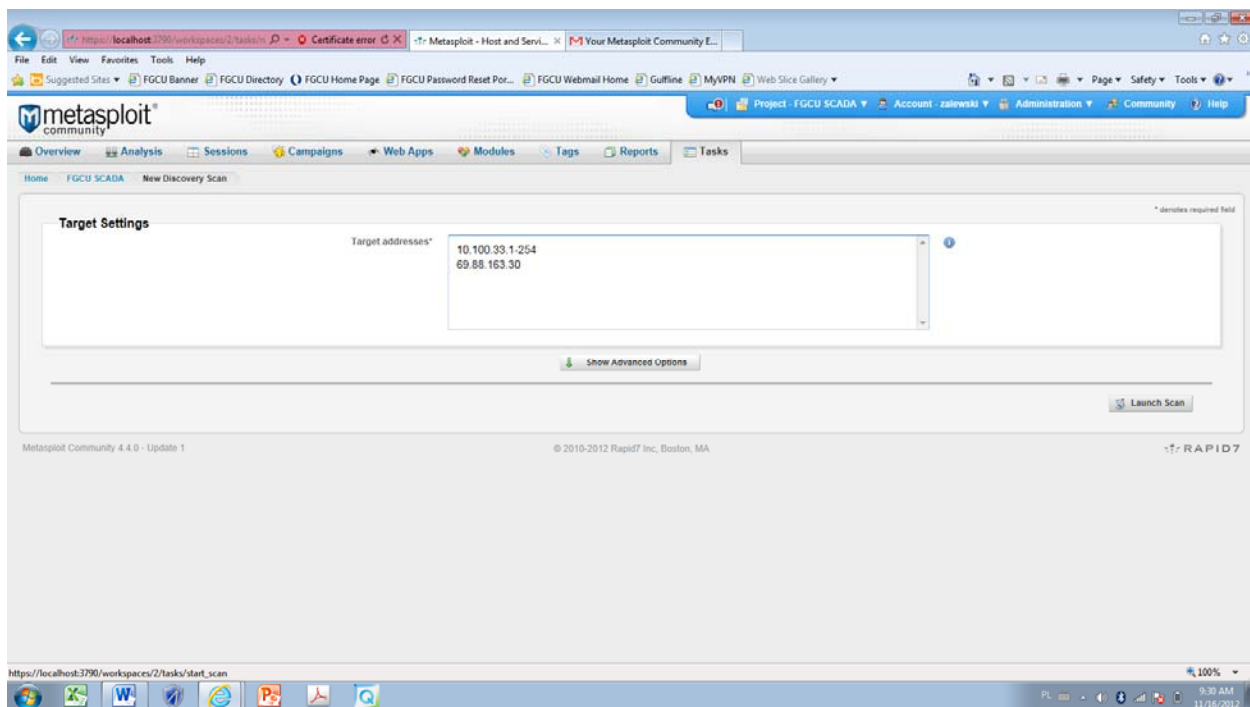 https://localhost:3790/workspaces/2/tasks/n
Certificate error
Metasploit - Host and Servi...
Your Metasploit Community E...
File Edit View Favorites Tools Help
Suggested Sites FGCU Banner FGCU Directory FGCU Home Page FGCU Password Reset Por... FGCU Webmail Home Gulfline MyVPN Web Slice Gallery Page Safety Tools
metasploit®
community
0 Project - FGCU SCADA Account - zalewski Administration Community Help
Overview Analysis Sessions Campaigns Web Apps Modules Tags Reports Tasks
Home FGCU SCADA New Discovery Scan
* denotes required field
Target Settings
Target addresses*
10.100.33.1-254
69.88.163.30
Show Advanced Options
Launch Scan
Metasploit Community 4.4.0 - Update 1 © 2010-2012 Rapid7 Inc, Boston, MA RAPID7
https://localhost:3790/workspaces/2/tasks/start_scan 100%
PL 9:30 AM
11/16/2012